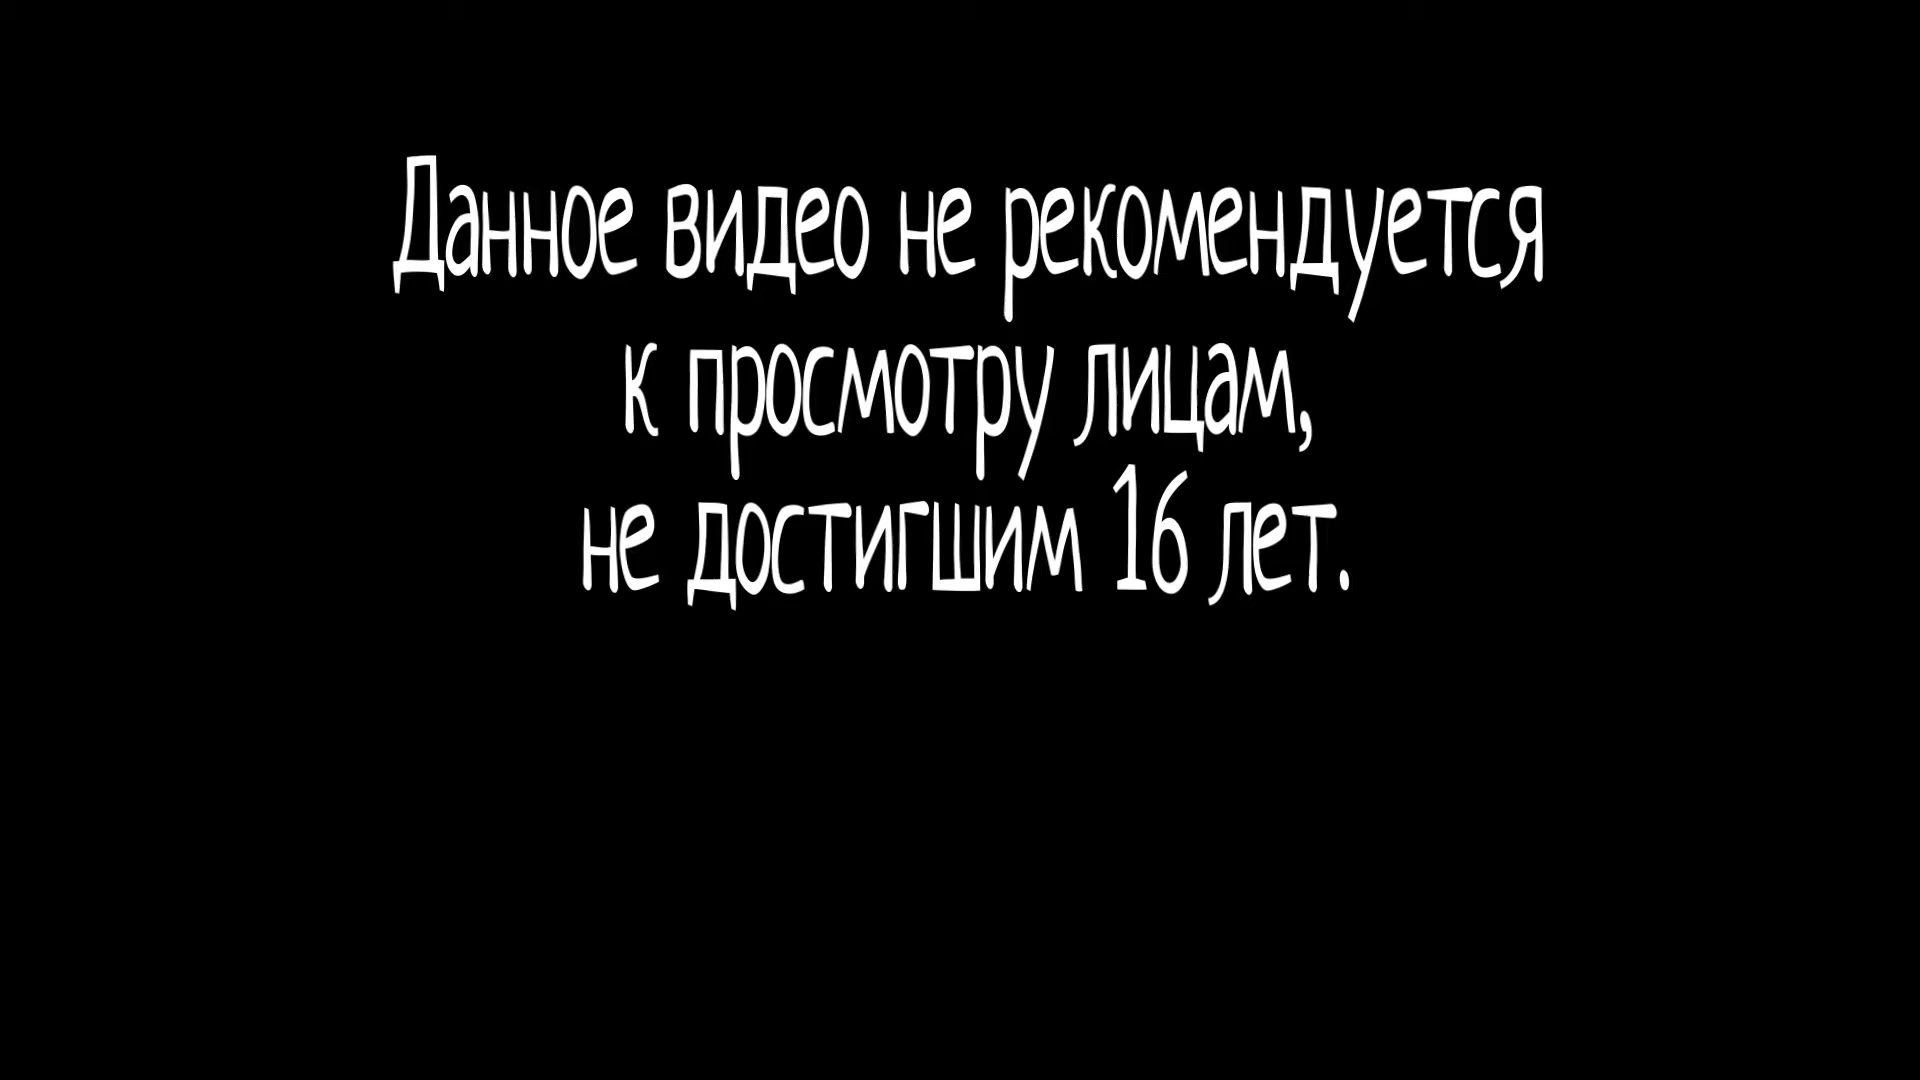 Данное видео не рекомендуется
к просмотру лицам,
не достигшим 16 лет.